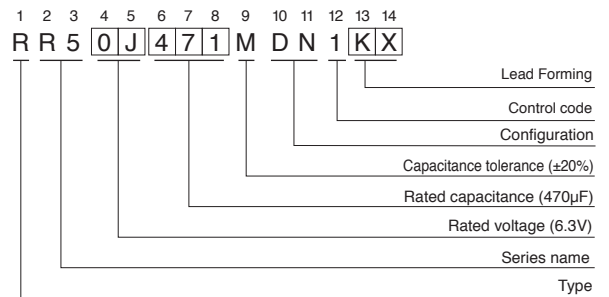 1 2 3 4 5 6 7 8 9 10 11 12 13 14
R R 5 0 J 4 7 1 M D N 1 K X
Lead Forming
Control code
Configuration
Capacitance tolerance (±20%)
Rated capacitance (470µF)
Rated voltage (6.3V)
Series name
Type